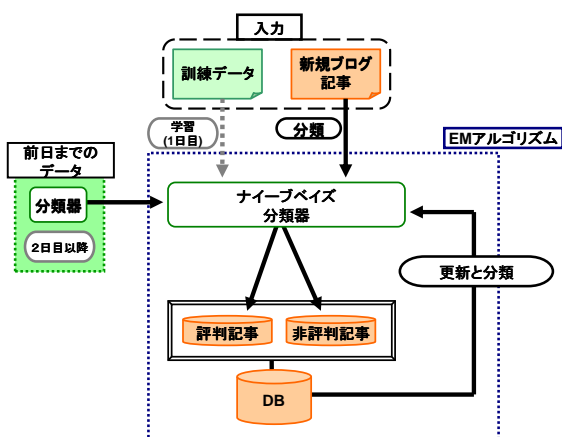 入力
訓練データ
新規ブログ
記事
学習
(1日目)
分類
EMアルゴリズム
前日までの
データ
分類器
2日目以降
ナイーブベイズ
分類器
更新と分類
評判記事
非評判記事
DB